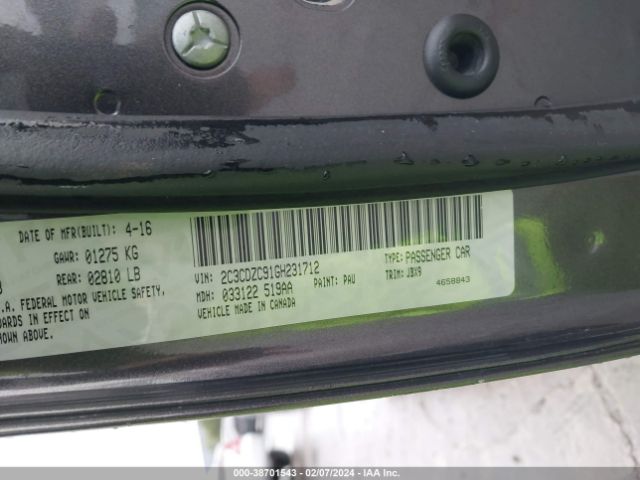 DATE OF MFR(BUILT): 4-16
GAWR: 01275 KG
REAR: 02810 LB
.A. FEDERAL MOTOR VEHICLE SAFETY,
ARDS IN EFFECT ON
HOWN ABOVE.
VIN: 2C3CDZC91GH231712
TYPE: PASSENGER CAR
MDH: 033122 519AA
PAINT: PAU
TRIM: JBX9
VEHICLE MADE IN CANADA
4658843
000-38701543 - 02/07/2024 - IAA Inc.